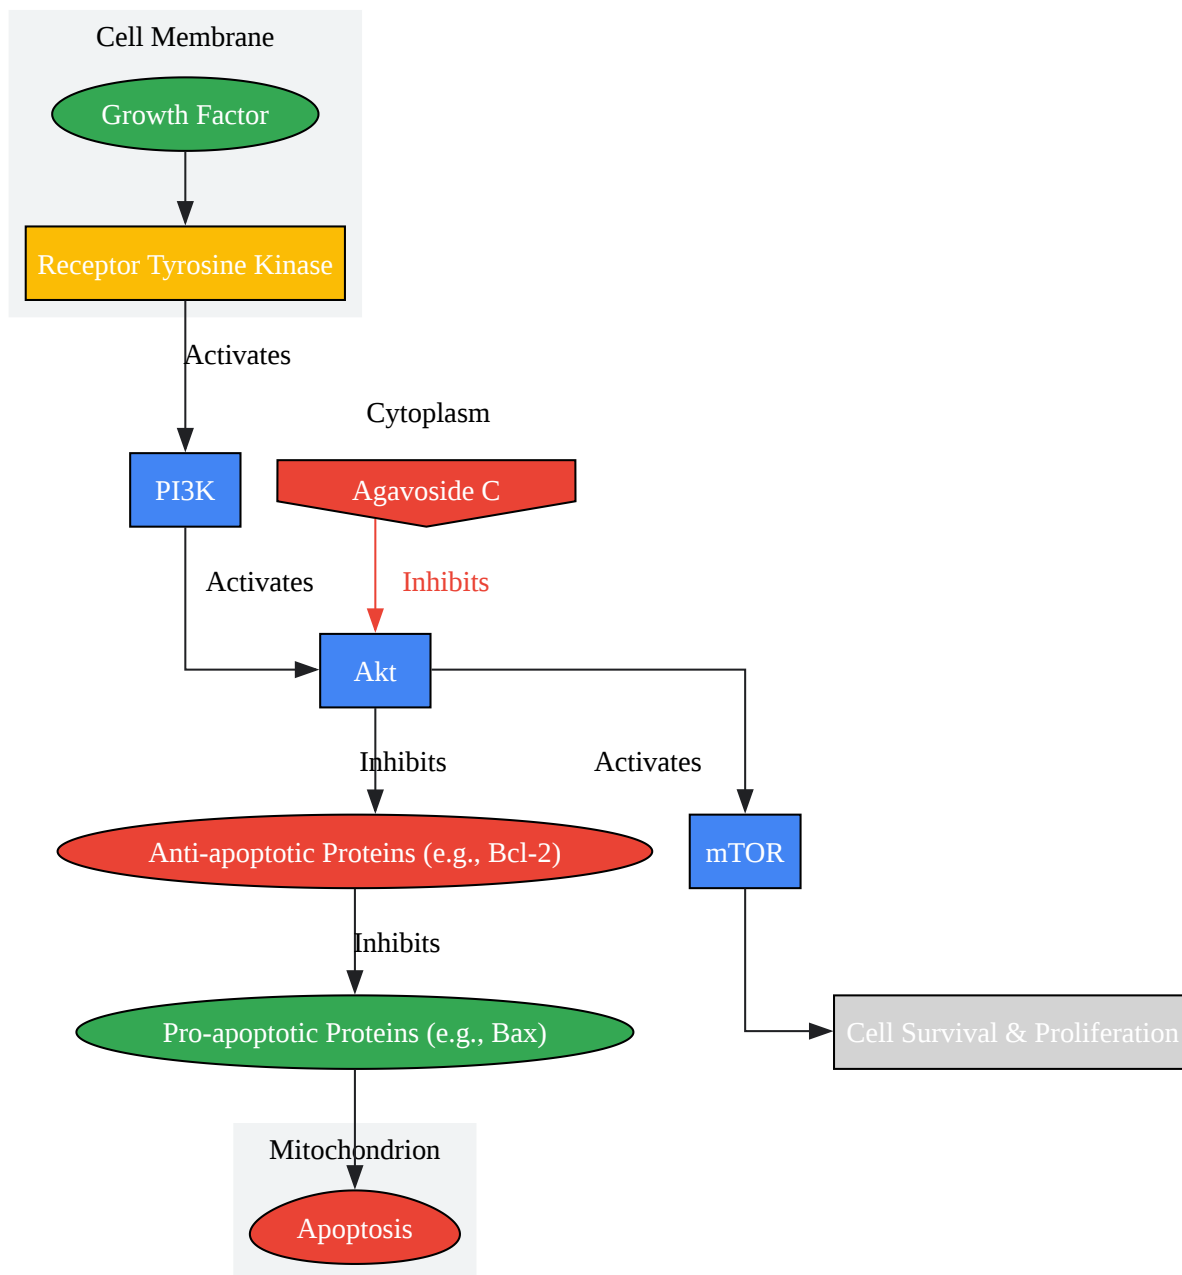 Cell Membrane
Growth Factor
Receptor Tyrosine Kinase
Activates
Cytoplasm
PI3K
Agavoside C
Activates
Inhibits
Akt
Inhibits
Activates
Anti-apoptotic Proteins (e.g., Bcl-2)
mTOR
Inhibits
Pro-apoptotic Proteins (e.g., Bax)
Cell Survival & Proliferation
Mitochondrion
Apoptosis